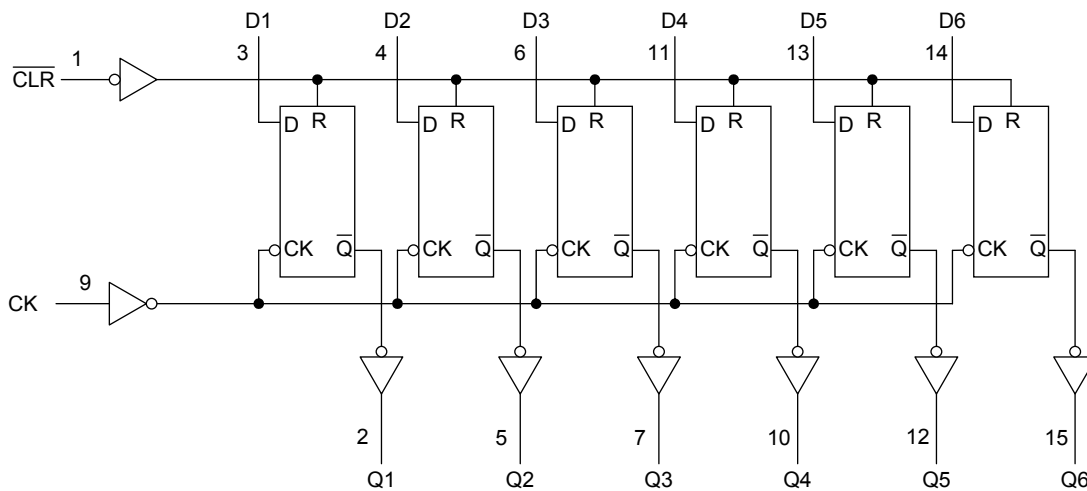 D1 D2 D3 D4 D5 D6
1 3 4 6 11 13 14
C̅L̅R̅
D R D R D R D R D R D R
CK Q̅ CK Q̅ CK Q̅ CK Q̅ CK Q̅ CK Q̅
9
CK
2 5 7 10 12 15
Q1 Q2 Q3 Q4 Q5 Q6